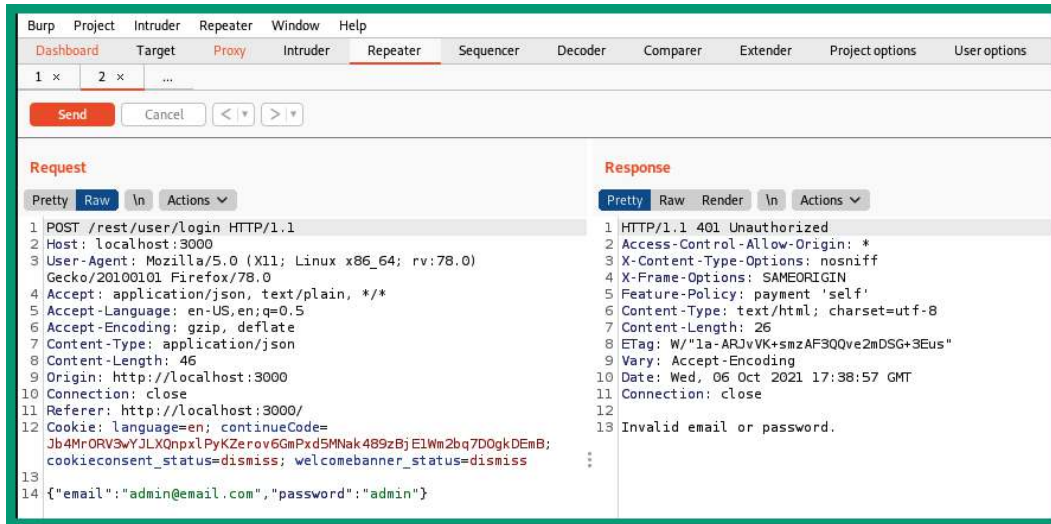 Burp Project Intruder Repeater Window Help
Dashboard Target Proxy Intruder Repeater Sequencer Decoder Comparer Extender Project options User options
1 × 2 × ...
Send Cancel < >
Request
Pretty Raw \n Actions
1 POST /rest/user/login HTTP/1.1
2 Host: localhost:3000
3 User-Agent: Mozilla/5.0 (X11; Linux x86_64; rv:78.0)
Gecko/20100101 Firefox/78.0
4 Accept: application/json, text/plain, */*
5 Accept-Language: en-US,en;q=0.5
6 Accept-Encoding: gzip, deflate
7 Content-Type: application/json
8 Content-Length: 46
9 Origin: http://localhost:3000
10 Connection: close
11 Referer: http://localhost:3000/
12 Cookie: language=en; continueCode=
Jb4MrORV3wYJLXQnpxlPyKZerov6GmPxd5MNak489zBjE1Wm2bq7DOgkDEmB;
cookieconsent_status=dismiss; welcomebanner_status=dismiss
13
14 {"email":"admin@email.com","password":"admin"}
Response
Pretty Raw Render \n Actions
1 HTTP/1.1 401 Unauthorized
2 Access-Control-Allow-Origin: *
3 X-Content-Type-Options: nosniff
4 X-Frame-Options: SAMEORIGIN
5 Feature-Policy: payment 'self'
6 Content-Type: text/html; charset=utf-8
7 Content-Length: 26
8 ETag: W/"1a-ARJvVK+smzAF3QQve2mDSG+3Eus"
9 Vary: Accept-Encoding
10 Date: Wed, 06 Oct 2021 17:38:57 GMT
11 Connection: close
12
13 Invalid email or password.